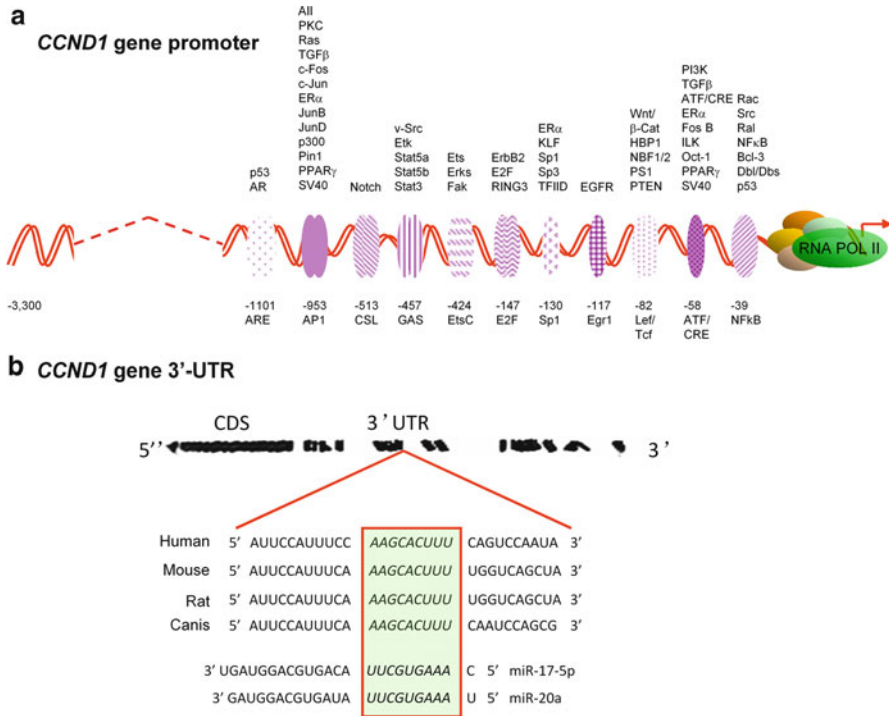 a
CCND1 gene promoter
p53
AR
AII
PKC
Ras
TGFβ
c-Fos
c-Jun
ERα
JunB
JunD
p300
Pin1
PPARγ
SV40
Notch
v-Src
Etk
Stat5a
Stat5b
Stat3
Ets
Erks
Fak
ErbB2
E2F
RING3
ERα
KLF
Sp1
Sp3
TFIID
EGFR
Wnt/
β-Cat
HBP1
NBF1/2
PS1
PTEN
PI3K
TGFβ
ATF/CRE
ERα
Fos B
ILK
Oct-1
PPARγ
SV40
Rac
Src
Ral
NFκB
Bcl-3
Dbl/Dbs
p53
RNA POL II
-3,300
-1101
ARE
-953
AP1
-513
CSL
-457
GAS
-424
EtsC
-147
E2F
-130
Sp1
-117
Egr1
-82
Lef/
Tcf
-58
ATF/
CRE
-39
NFkB
b
CCND1 gene 3'-UTR
CDS 3 ' UTR
5'' 3 '
Human 5' AUUCCAUUUCC AAGCACUUU CAGUCCAAUA 3'
Mouse 5' AUUCCAUUUCA AAGCACUUU UGGUCAGCUA 3'
Rat 5' AUUCCAUUUCA AAGCACUUU UGGUCAGCUA 3'
Canis 5' AUUCCAUUUCA AAGCACUUU CAAUCCAGCG 3'
3' UGAUGGACGUGACA UUCGUGAAA C 5' miR-17-5p
3' GAUGGACGUGAUA UUCGUGAAA U 5' miR-20a